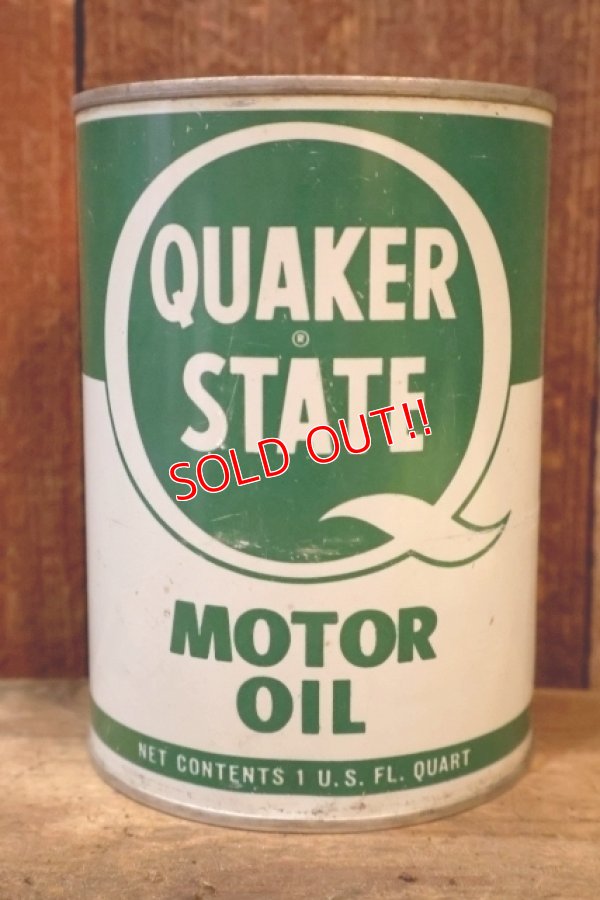 QUAKER
®
STATE
SOLD OUT!!
MOTOR
OIL
NET CONTENTS 1 U.S. FL. QUART